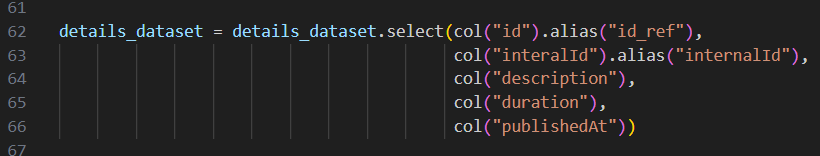 61
62 details_dataset = details_dataset.select(col("id").alias("id_ref"),
63 col("interalId").alias("internalId"),
64 col("description"),
65 col("duration"),
66 col("publishedAt"))
67